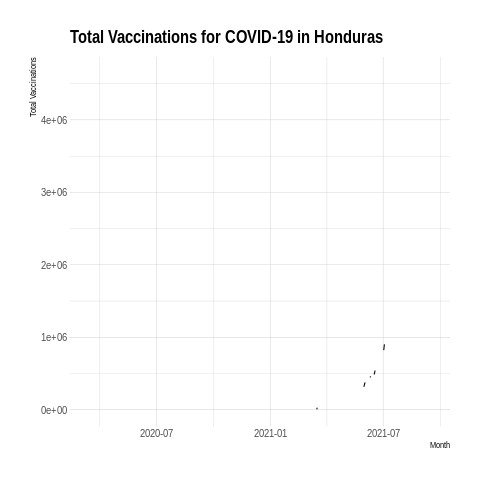 Total Vaccinations for COVID-19 in Honduras
Total Vaccinations
4e+06
3e+06
2e+06
1e+06
0e+00
2020-07
2021-01
2021-07
Month